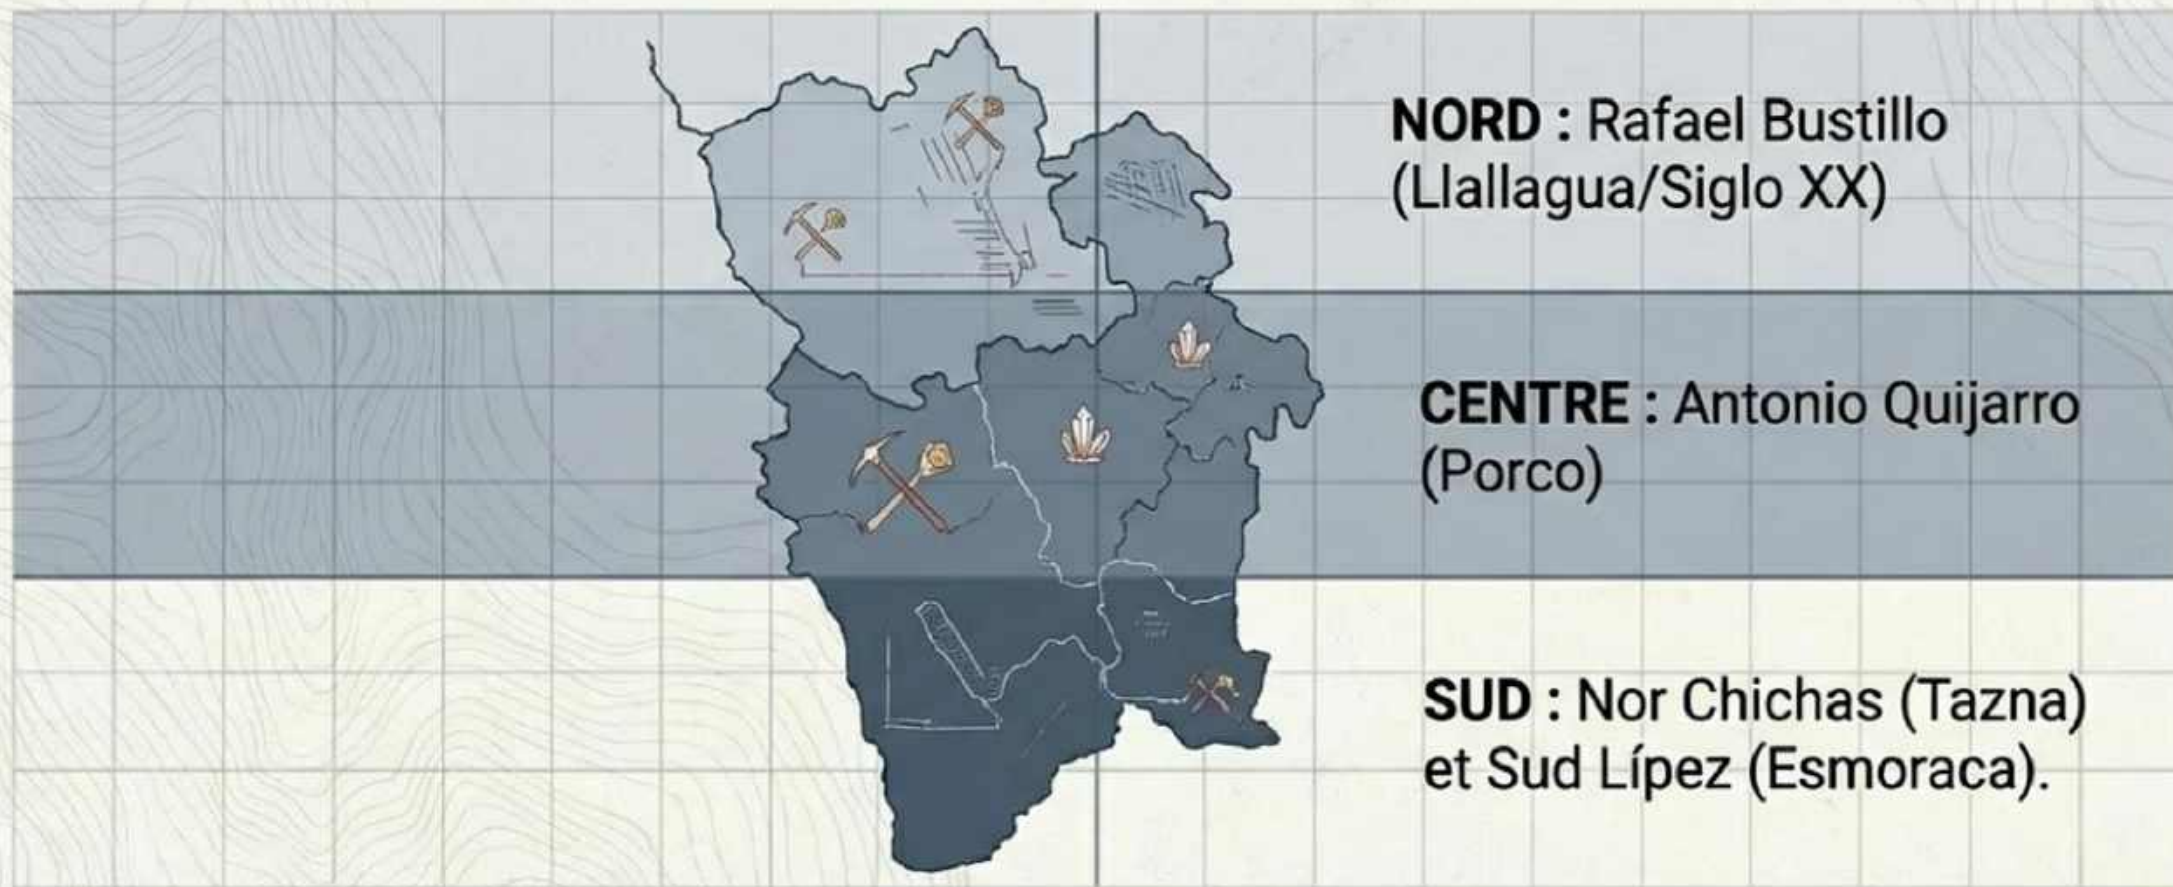 NORD : Rafael Bustillo
(Llallagua/Siglo XX)
CENTRE : Antonio Quijarro
(Porco)
SUD : Nor Chichas (Tazna)
et Sud Lípez (Esmoraca).